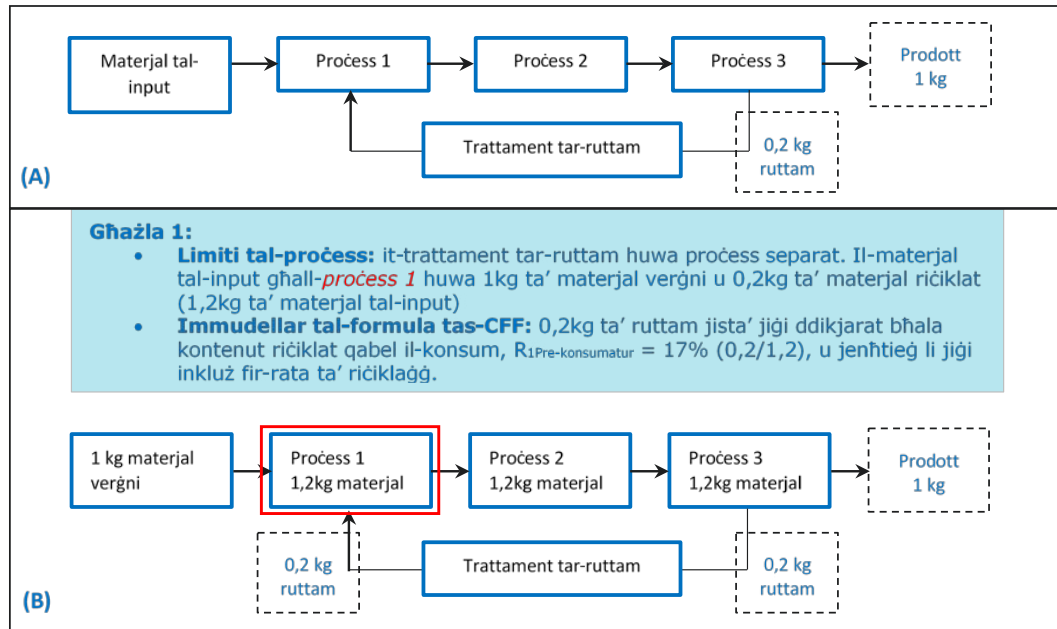 Materjal tal-
input
Proċess 1
Proċess 2
Proċess 3
Prodott
1 kg
Trattament tar-ruttam
0,2 kg
ruttam
(A)
Għażla 1:
• Limiti tal-proċess: it-trattament tar-ruttam huwa proċess separat. Il-materjal
tal-input għall-proċess 1 huwa 1kg ta’ materjal verġni u 0,2kg ta’ materjal riċiklat
(1,2kg ta’ materjal tal-input)
• Immudellar tal-formula tas-CFF: 0,2kg ta’ ruttam jista’ jiġi ddikjarat bħala
kontenut riċiklat qabel il-konsum, R1Pre-konsumatur = 17% (0,2/1,2), u jenħtieġ li jiġi
inkluż fir-rata ta’ riċiklaġġ.
1 kg materjal
verġni
Proċess 1
1,2kg materjal
Proċess 2
1,2kg materjal
Proċess 3
1,2kg materjal
Prodott
1 kg
0,2 kg
ruttam
Trattament tar-ruttam
0,2 kg
ruttam
(B)